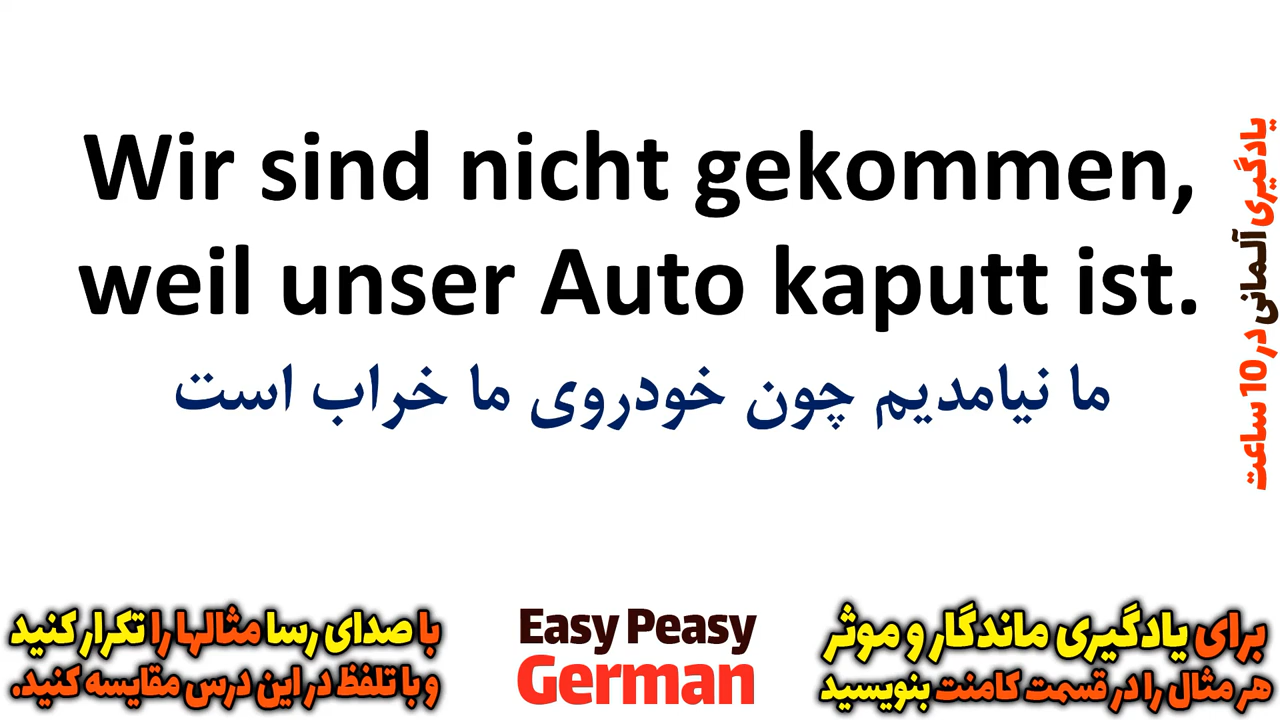 Wir sind nicht gekommen,
weil unser Auto kaputt ist.
ما نیامدیم چون خودروی ما خراب است
یادگیری آلمانی در 10 ساعت
برای یادگیری ماندگار و موثر
هر مثال را در قسمت کامنت بنویسید
Easy Peasy
German
با صدای رسا مثالها را تکرار کنید
و با تلفظ در این درس مقایسه کنید.